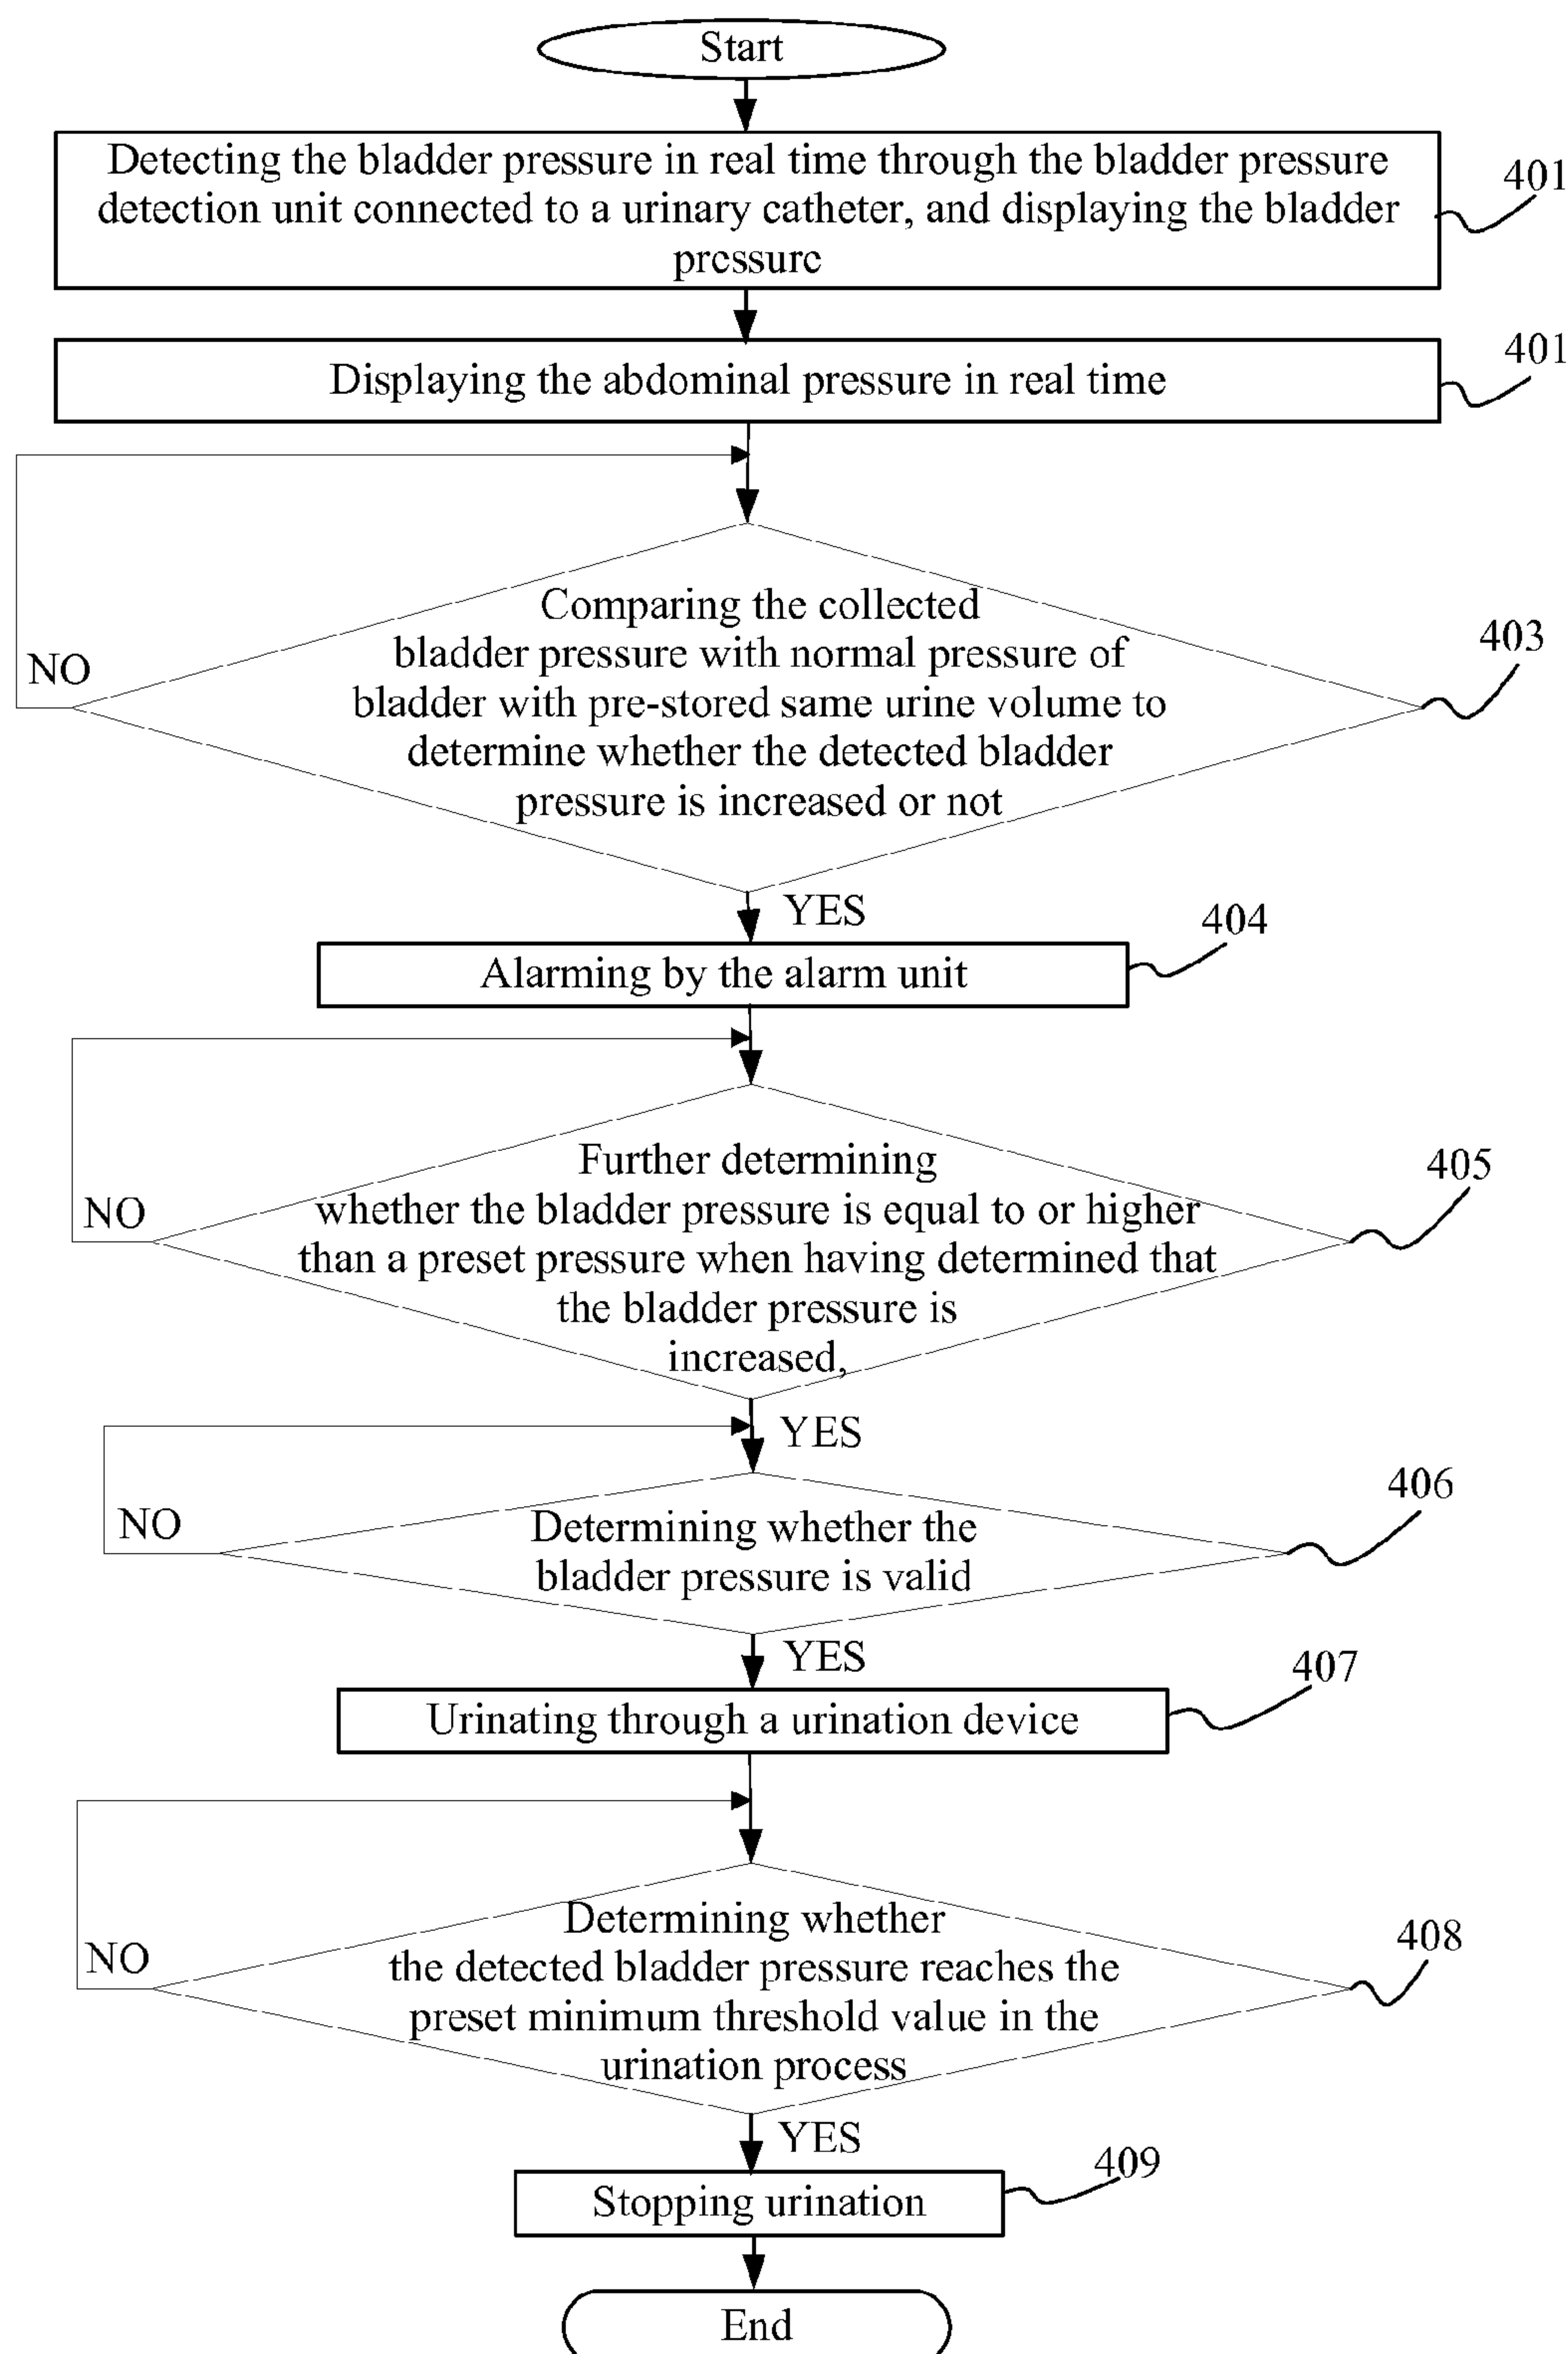 Start
Detecting the bladder pressure in real time through the bladder pressure
detection unit connected to a urinary catheter, and displaying the bladder
pressure
401
Displaying the abdominal pressure in real time
401
Comparing the collected
bladder pressure with normal pressure of
bladder with pre-stored same urine volume to
determine whether the detected bladder
pressure is increased or not
403
NO
YES
Alarming by the alarm unit
404
Further determining
whether the bladder pressure is equal to or higher
than a preset pressure when having determined that
the bladder pressure is
increased,
405
NO
YES
Determining whether the
bladder pressure is valid
406
NO
YES
Urinating through a urination device
407
Determining whether
the detected bladder pressure reaches the
preset minimum threshold value in the
urination process
408
NO
YES
Stopping urination
409
End